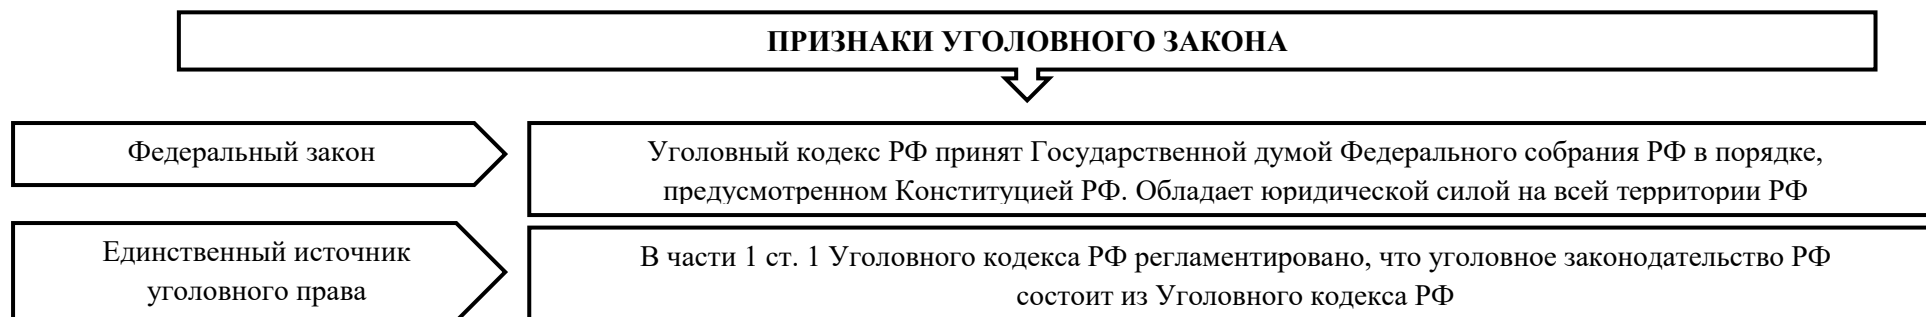 ПРИЗНАКИ УГОЛОВНОГО ЗАКОНА
Федеральный закон
Уголовный кодекс РФ принят Государственной думой Федерального собрания РФ в порядке,
предусмотренном Конституцией РФ. Обладает юридической силой на всей территории РФ
Единственный источник
уголовного права
В части 1 ст. 1 Уголовного кодекса РФ регламентировано, что уголовное законодательство РФ
состоит из Уголовного кодекса РФ